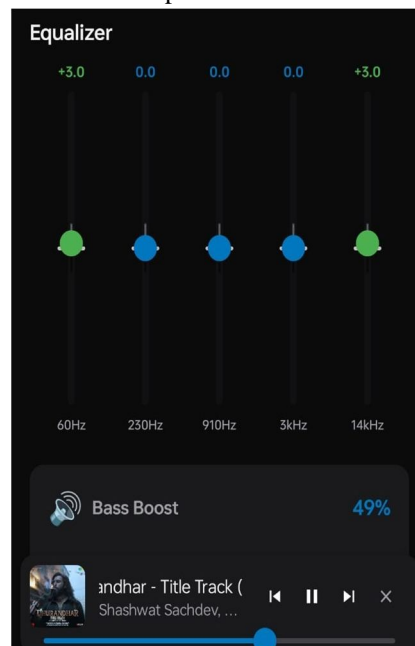 Equalizer
+3.0 0.0 0.0 0.0 +3.0
60Hz 230Hz 910Hz 3kHz 14kHz
Bass Boost 49%
andhar - Title Track (
Shashwat Sachdev, ...
DHURANDHAR